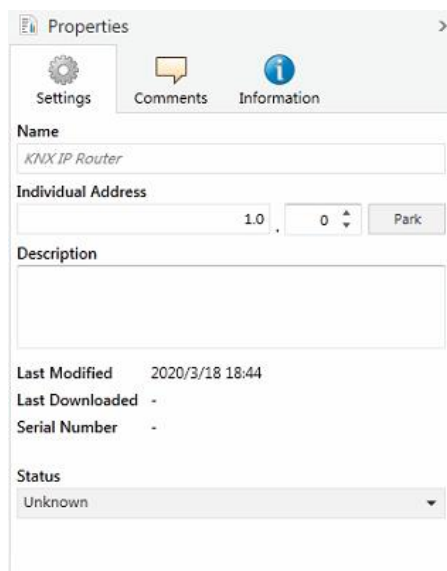 Properties
Settings Comments Information
Name
KNX IP Router
Individual Address
1.0 . 0 Park
Description
Last Modified 2020/3/18 18:44
Last Downloaded -
Serial Number -
Status
Unknown